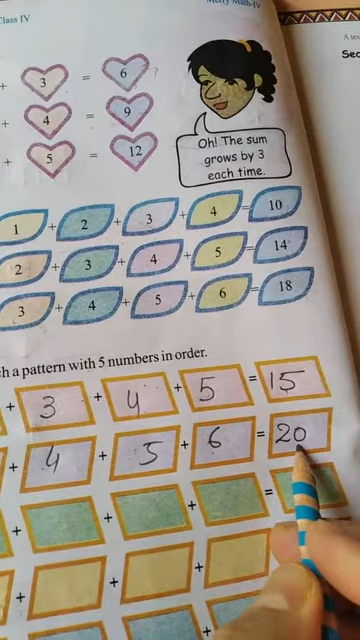 Class IV
Merry Math-IV
+ 3 = 6
+ 4 = 9
+ 5 = 12
Oh! The sum
grows by 3
each time.
1 + 2 + 3 + 4 = 10
2 + 3 + 4 + 5 = 14
3 + 4 + 5 + 6 = 18
a pattern with 5 numbers in order.
+ 3 + 4 + 5 = 15
+ 4 + 5 + 6 = 20
+ + + =
+ +
+